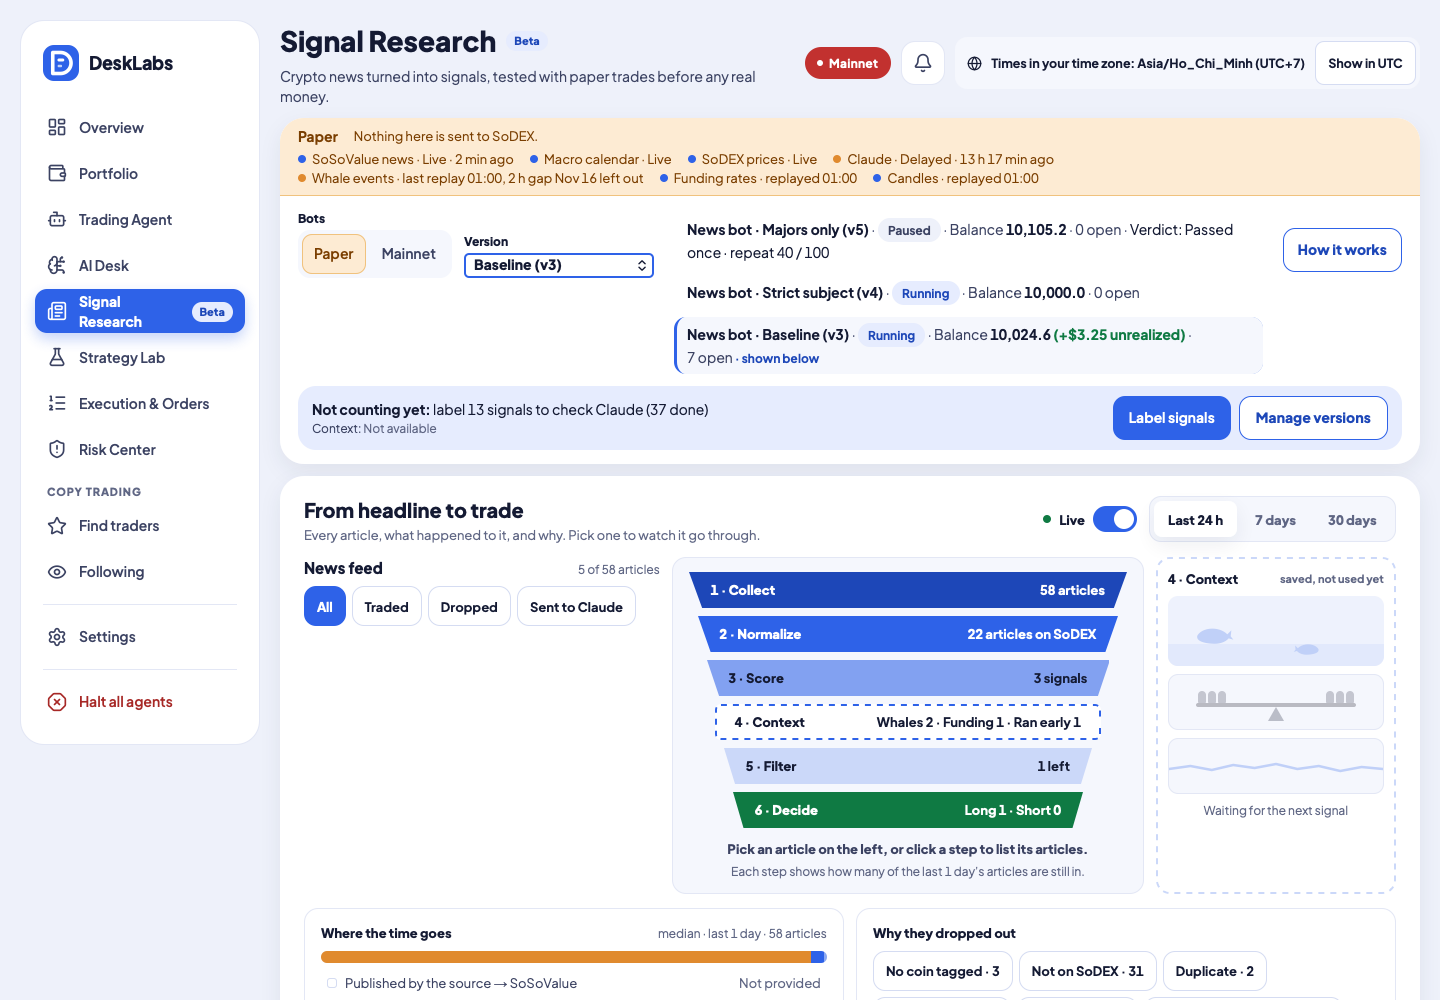 DeskLabs
Overview
Portfolio
Trading Agent
AI Desk
Signal
Research
Beta
Strategy Lab
Execution & Orders
Risk Center
COPY TRADING
Find traders
Following
Settings
Halt all agents
Signal Research
Beta
Crypto news turned into signals, tested with paper trades before any real
money.
Mainnet
Times in your time zone: Asia/Ho_Chi_Minh (UTC+7)
Show in UTC
Paper Nothing here is sent to SoDEX.
SoSoValue news · Live · 2 min ago Macro calendar · Live SoDEX prices · Live Claude · Delayed · 13 h 17 min ago
Whale events · last replay 01:00, 2 h gap Nov 16 left out Funding rates · replayed 01:00 Candles · replayed 01:00
Bots
Paper
Mainnet
Version
Baseline (v3)
News bot · Majors only (v5) · Paused · Balance 10,105.2 · 0 open · Verdict: Passed
once · repeat 40 / 100
News bot · Strict subject (v4) · Running · Balance 10,000.0 · 0 open
News bot · Baseline (v3) · Running · Balance 10,024.6 (+$3.25 unrealized) ·
7 open · shown below
How it works
Not counting yet: label 13 signals to check Claude (37 done)
Context: Not available
Label signals
Manage versions
From headline to trade
Every article, what happened to it, and why. Pick one to watch it go through.
Live
Last 24 h
7 days
30 days
News feed
5 of 58 articles
All
Traded
Dropped
Sent to Claude
1 · Collect 58 articles
2 · Normalize 22 articles on SoDEX
3 · Score 3 signals
4 · Context Whales 2 · Funding 1 · Ran early 1
5 · Filter 1 left
6 · Decide Long 1 · Short 0
Pick an article on the left, or click a step to list its articles.
Each step shows how many of the last 1 day's articles are still in.
4 · Context
saved, not used yet
Waiting for the next signal
Where the time goes
median · last 1 day · 58 articles
Published by the source → SoSoValue
Not provided
Why they dropped out
No coin tagged · 3
Not on SoDEX · 31
Duplicate · 2